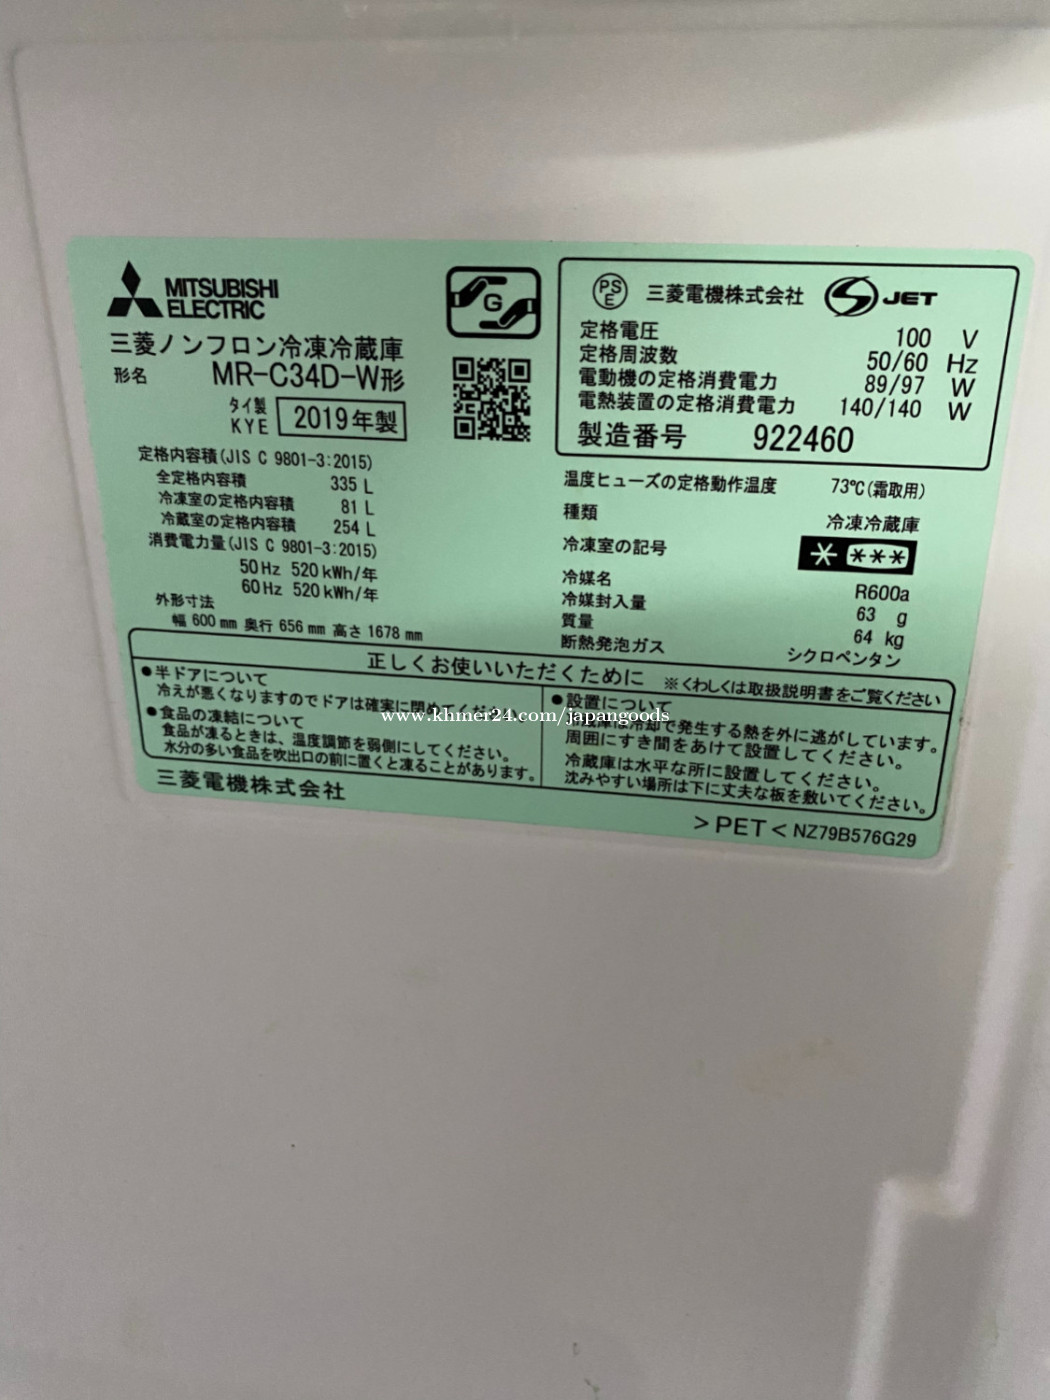 MITSUBISHI
ELECTRIC
三菱ノンフロン冷凍冷蔵庫
形名 MR-C34D-W形
タイ製
KYE 2019年製
G
PSE 三菱電機株式会社 JET
定格電圧 100 V
定格周波数 50/60 Hz
電動機の定格消費電力 89/97 W
電熱装置の定格消費電力 140/140 W
製造番号 922460
定格内容積(JIS C 9801-3:2015)
全定格内容積 335 L
冷凍室の定格内容積 81 L
冷蔵室の定格内容積 254 L
消費電力量(JIS C 9801-3:2015)
50Hz 520kWh/年
60Hz 520kWh/年
外形寸法
幅 600mm 奥行 656mm 高さ 1678mm
温度ヒューズの定格動作温度 73℃(霜取用)
種類 冷凍冷蔵庫
冷凍室の記号 * ***
冷媒名 R600a
冷媒封入量 63 g
質量 64 kg
断熱発泡ガス シクロペンタン
正しくお使いいただくために ※くわしくは取扱説明書をご覧ください
●半ドアについて
冷えが悪くなりますのでドアは確実に閉めてください。
●食品の凍結について
食品が凍るときは、温度調節を弱側にしてください。
水分の多い食品を吹出口の前に置くと凍ることがあります。
●設置について
冷蔵庫は冷却で発生する熱を外に逃がしています。
周囲にすき間をあけて設置してください。
冷蔵庫は水平な所に設置してください。
沈みやすい場所は下に丈夫な板を敷いてください。
www.khmer24.com/japangoods
三菱電機株式会社
>PET< NZ79B576G29